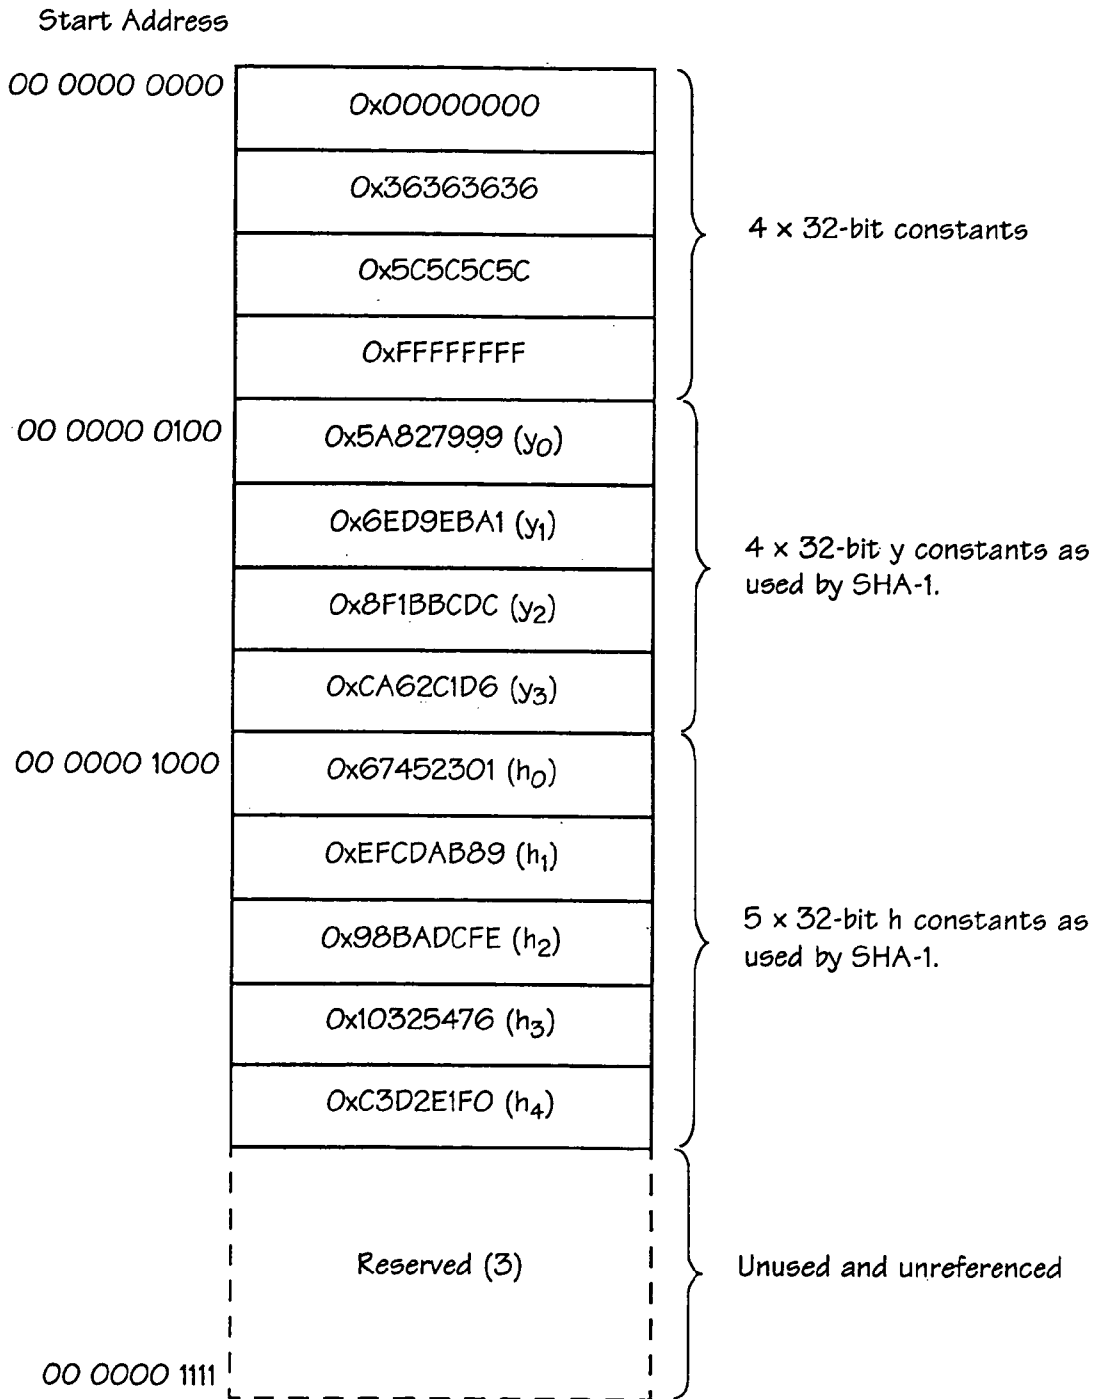 Start Address
00 0000 0000
0x00000000
0x36363636
4 x 32-bit constants
0x5C5C5C5C
0xFFFFFFFF
00 0000 0100
0x5A827999 (y0)
0x6ED9EBA1 (y1)
4 x 32-bit y constants as
used by SHA-1.
0x8F1BBCDC (y2)
0xCA62C1D6 (y3)
00 0000 1000
0x67452301 (h0)
0xEFCDAB89 (h1)
5 x 32-bit h constants as
used by SHA-1.
0x98BADCFE (h2)
0x10325476 (h3)
0xC3D2E1F0 (h4)
Reserved (3)
Unused and unreferenced
00 0000 1111